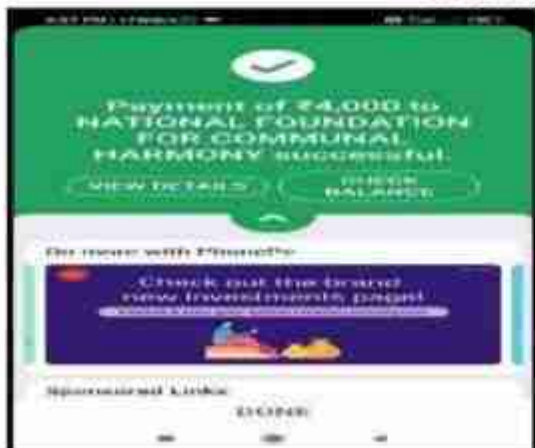 Payment of ₹4,000 to
NATIONAL FOUNDATION
FOR COMMUNAL
HARMONY successful
VIEW DETAILS
CHECK
BALANCE
Do more with PhonePe
Check out the brand
new Investments page!
Sponsored Links
DONE